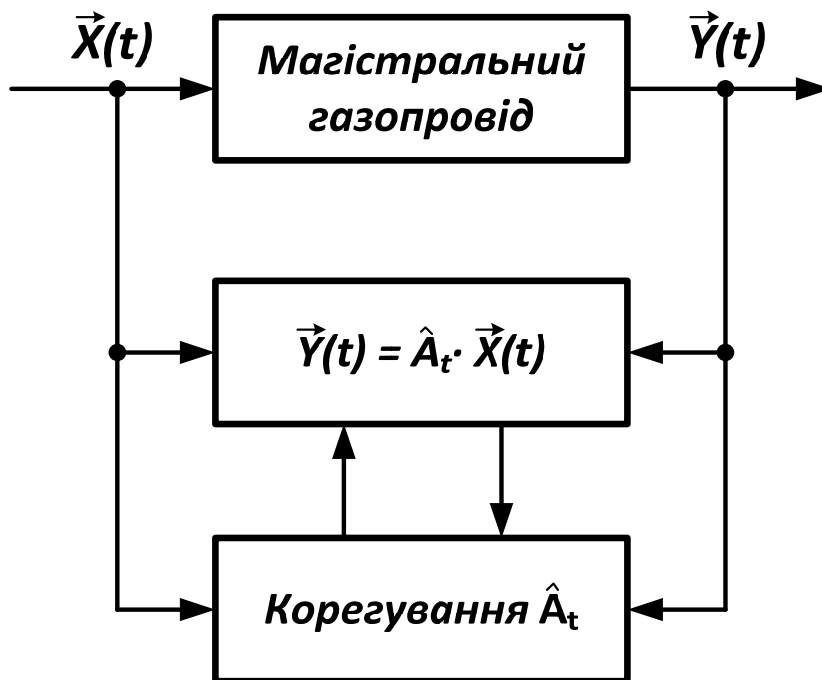 X⃗(t)
Y⃗(t)
Магістральний
газопровід
Y⃗(t) = Âₜ· X⃗(t)
Корегування Âₜ